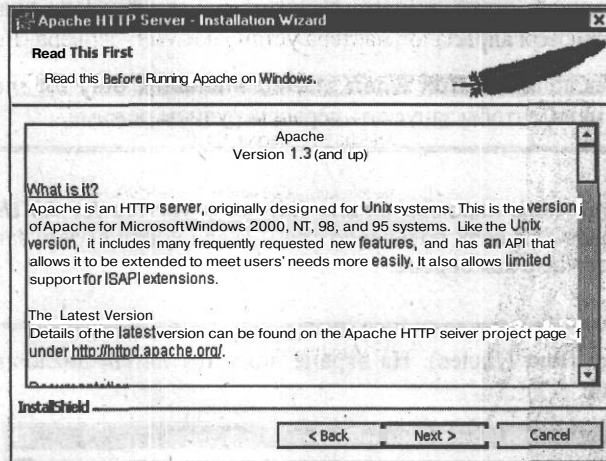 Apache HTTP Server - Installation Wizard
Read This First
Read this Before Running Apache on Windows.
Apache
Version 1.3 (and up)
What is it?
Apache is an HTTP server, originally designed for Unix systems. This is the version
of Apache for Microsoft Windows 2000, NT, 98, and 95 systems. Like the Unix
version, it includes many frequently requested new features, and has an API that
allows it to be extended to meet users' needs more easily. It also allows limited
support for ISAPI extensions.
The Latest Version
Details of the latest version can be found on the Apache HTTP seiver project page
under http://httpd.apache.org/.
InstallShield
< Back Next > Cancel